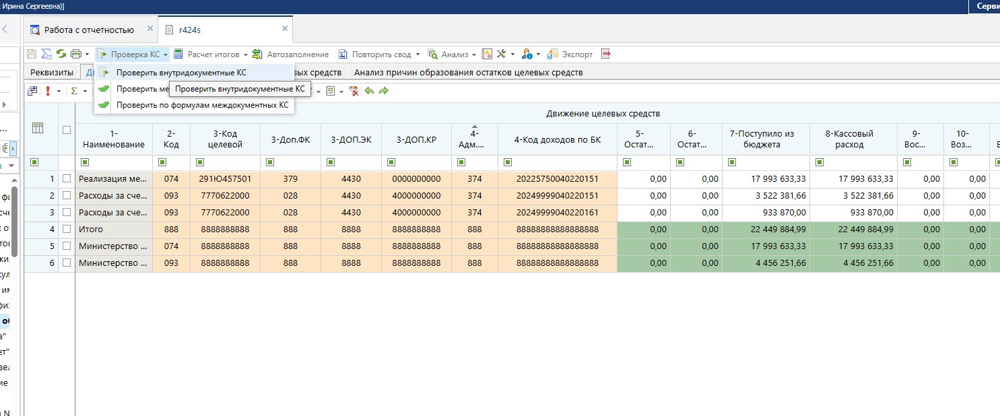 Ирина Сергеевна)]
Работа с отчетностью
r424s
Проверка КС
Расчет итогов
Автозаполнение
Повторить свод
Анализ
Экспорт
Реквизиты
Проверить внутридокументные КС
средств
Анализ причин образования остатков целевых средств
Проверить
Проверить внутридокументные КС
Проверить по формулам междокументных КС
Движение целевых средств
1-Наименование
2-Код
3-Код целевой
3-Доп.ФК
3-ДОП.ЭК
3-ДОП.КР
4-Адм....
4-Код доходов по БК
5-Остат...
6-Остат...
7-Поступило из бюджета
8-Кассовый расход
9-Вос...
10-Воз...
1 Реализация ме... 074 291Ю457501 379 4430 0000000000 374 20225750040220151 0,00 0,00 17 993 633,33 17 993 633,33 0,00 0,00
2 Расходы за сче... 093 7770622000 028 4430 4000000000 374 20249999040220151 0,00 0,00 3 522 381,66 3 522 381,66 0,00 0,00
3 Расходы за сче... 093 7770622000 028 4430 4000000000 374 20249999040220161 0,00 0,00 933 870,00 933 870,00 0,00 0,00
4 Итого 888 8888888888 888 8888 8888888888 888 88888888888888888 0,00 0,00 22 449 884,99 22 449 884,99 0,00 0,00
5 Министерство ... 074 8888888888 888 8888 8888888888 888 88888888888888888 0,00 0,00 17 993 633,33 17 993 633,33 0,00 0,00
6 Министерство ... 093 8888888888 888 8888 8888888888 888 88888888888888888 0,00 0,00 4 456 251,66 4 456 251,66 0,00 0,00